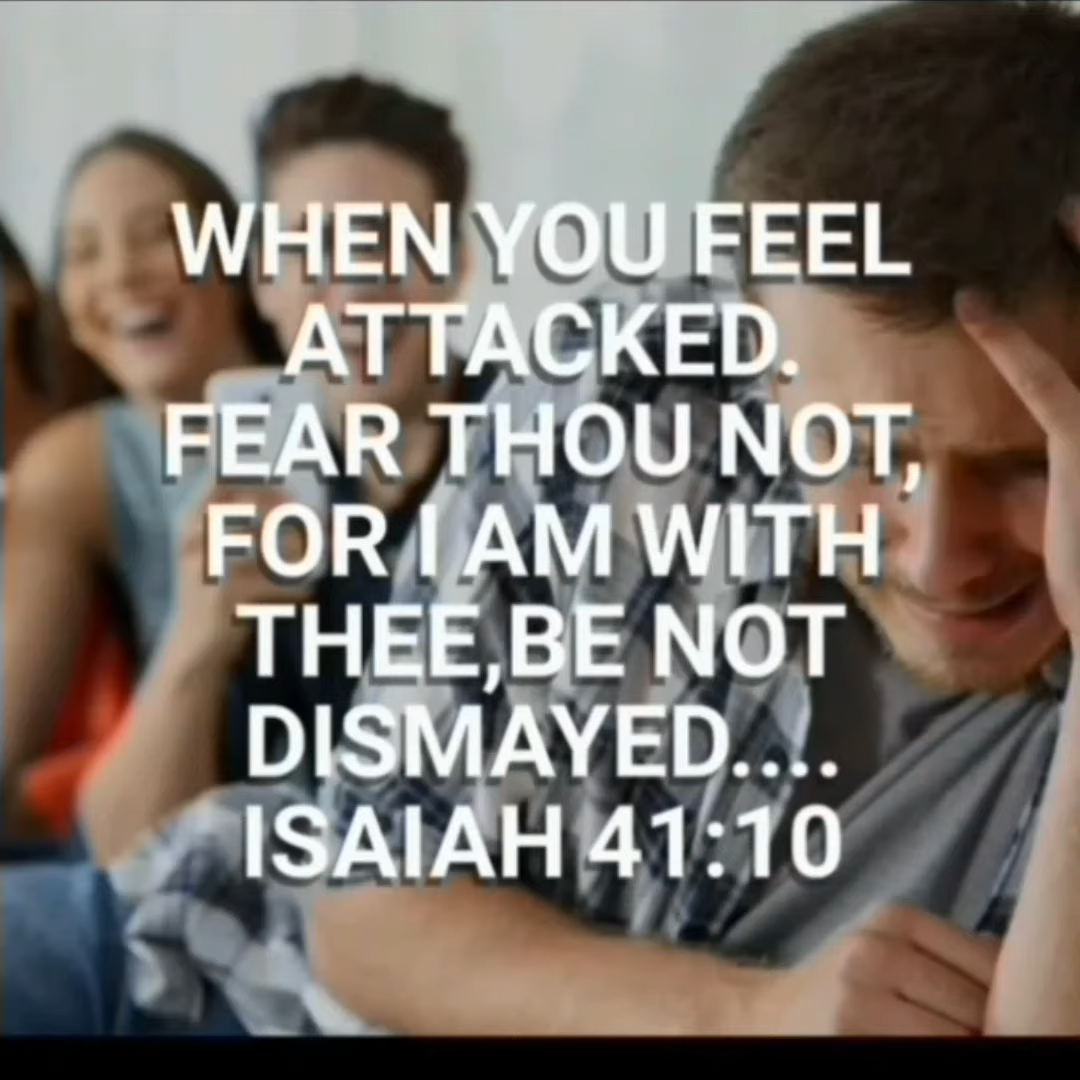 WHEN YOU FEEL
ATTACKED.
FEAR THOU NOT,
FOR I AM WITH
THEE,BE NOT
DISMAYED....
ISAIAH 41:10